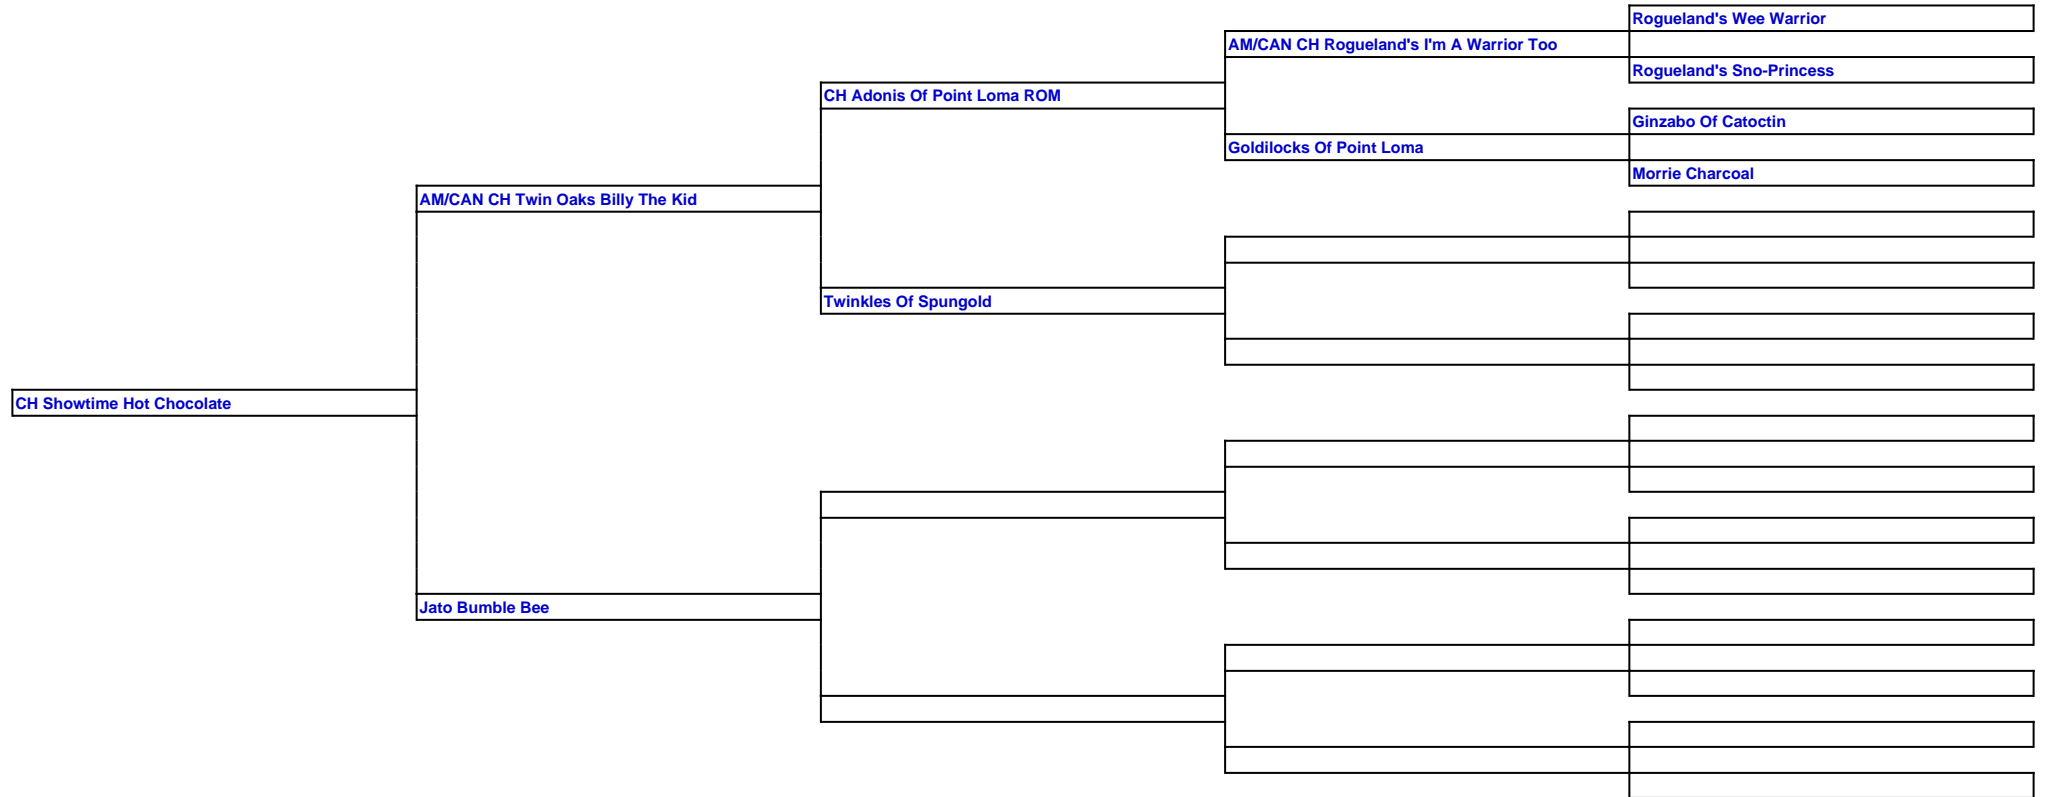 Rogueland's Wee Warrior
AM/CAN CH Rogueland's I'm A Warrior Too
Rogueland's Sno-Princess
CH Adonis Of Point Loma ROM
Ginzabo Of Catoctin
Goldilocks Of Point Loma
Morrie Charcoal
AM/CAN CH Twin Oaks Billy The Kid
Twinkles Of Spungold
CH Showtime Hot Chocolate
Jato Bumble Bee